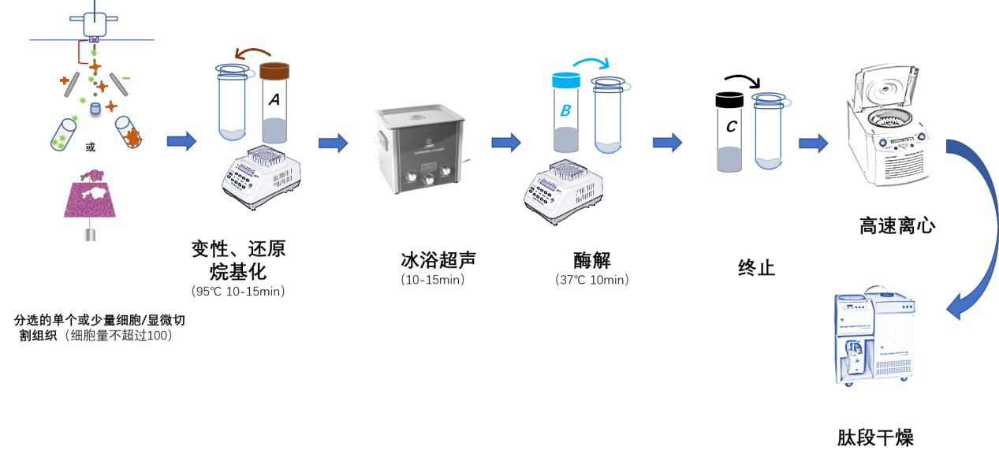 或
分选的单个或少量细胞/显微切
割组织（细胞量不超过100）
A
变性、还原
烷基化
（95℃ 10-15min）
ULTRASONIC CLEANER
冰浴超声
（10-15min）
B
酶解
（37℃ 10min）
C
终止
高速离心
肽段干燥